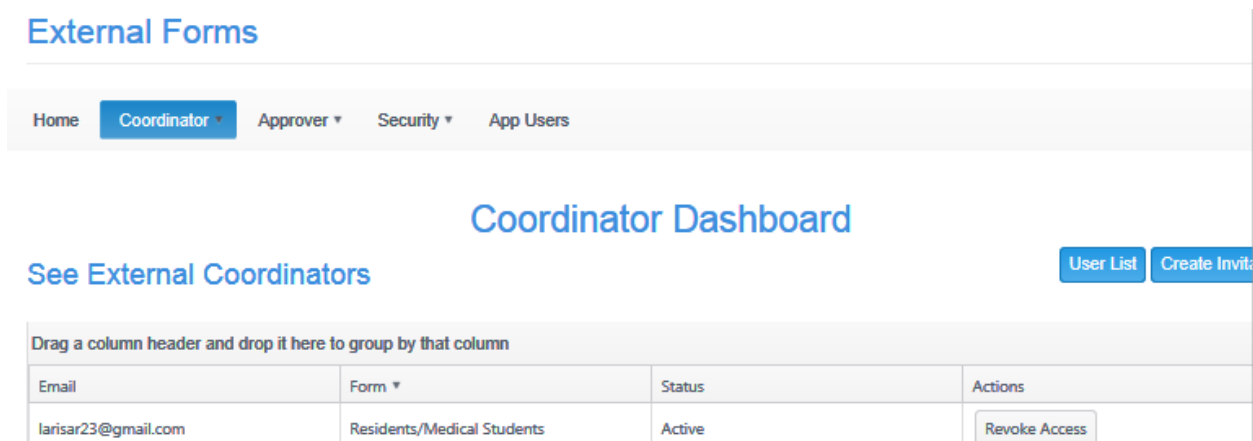 External Forms
Home Coordinator Approver Security App Users
Coordinator Dashboard
User List Create
See External Coordinators
Drag a column header and drop it here to group by that column
Email Form Status Actions
larisar23@gmail.com Residents/Medical Students Active Revoke Access